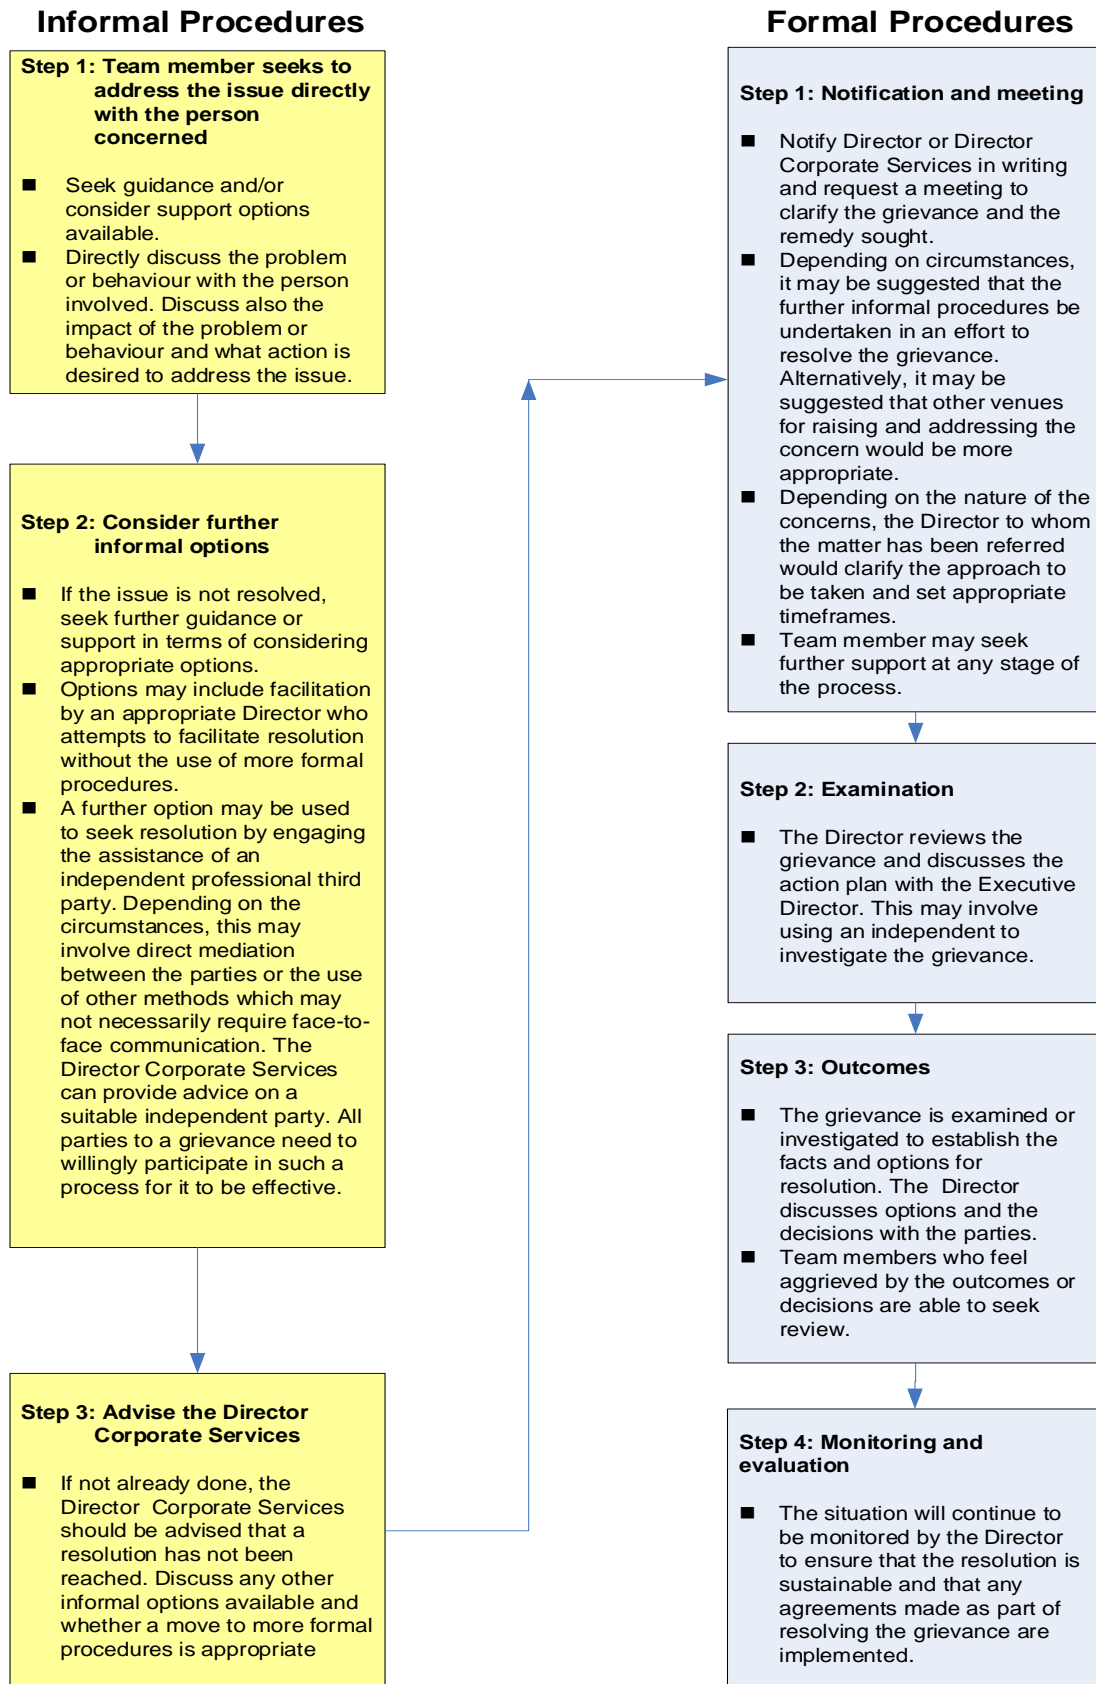 Informal Procedures
Step 1: Team member seeks to
address the issue directly
with the person
concerned
■ Seek guidance and/or
consider support options
available.
■ Directly discuss the problem
or behaviour with the person
involved. Discuss also the
impact of the problem or
behaviour and what action is
desired to address the issue.
Step 2: Consider further
informal options
■ If the issue is not resolved,
seek further guidance or
support in terms of considering
appropriate options.
■ Options may include facilitation
by an appropriate Director who
attempts to facilitate resolution
without the use of more formal
procedures.
■ A further option may be used
to seek resolution by engaging
the assistance of an
independent professional third
party. Depending on the
circumstances, this may
involve direct mediation
between the parties or the use
of other methods which may
not necessarily require face-to-
face communication. The
Director Corporate Services
can provide advice on a
suitable independent party. All
parties to a grievance need to
willingly participate in such a
process for it to be effective.
Step 3: Advise the Director
Corporate Services
■ If not already done, the
Director  Corporate Services
should be advised that a
resolution has not been
reached. Discuss any other
informal options available and
whether a move to more formal
procedures is appropriate
Formal Procedures
Step 1: Notification and meeting
■ Notify Director or Director
Corporate Services in writing
and request a meeting to
clarify the grievance and the
remedy sought.
■ Depending on circumstances,
it may be suggested that the
further informal procedures be
undertaken in an effort to
resolve the grievance.
Alternatively, it may be
suggested that other venues
for raising and addressing the
concern would be more
appropriate.
■ Depending on the nature of the
concerns, the Director to whom
the matter has been referred
would clarify the approach to
be taken and set appropriate
timeframes.
■ Team member may seek
further support at any stage of
the process.
Step 2: Examination
■ The Director reviews the
grievance and discusses the
action plan with the Executive
Director. This may involve
using an independent to
investigate the grievance.
Step 3: Outcomes
■ The grievance is examined or
investigated to establish the
facts and options for
resolution. The  Director
discusses options and the
decisions with the parties.
■ Team members who feel
aggrieved by the outcomes or
decisions are able to seek
review.
Step 4: Monitoring and
evaluation
■ The situation will continue to
be monitored by the Director
to ensure that the resolution is
sustainable and that any
agreements made as part of
resolving the grievance are
implemented.